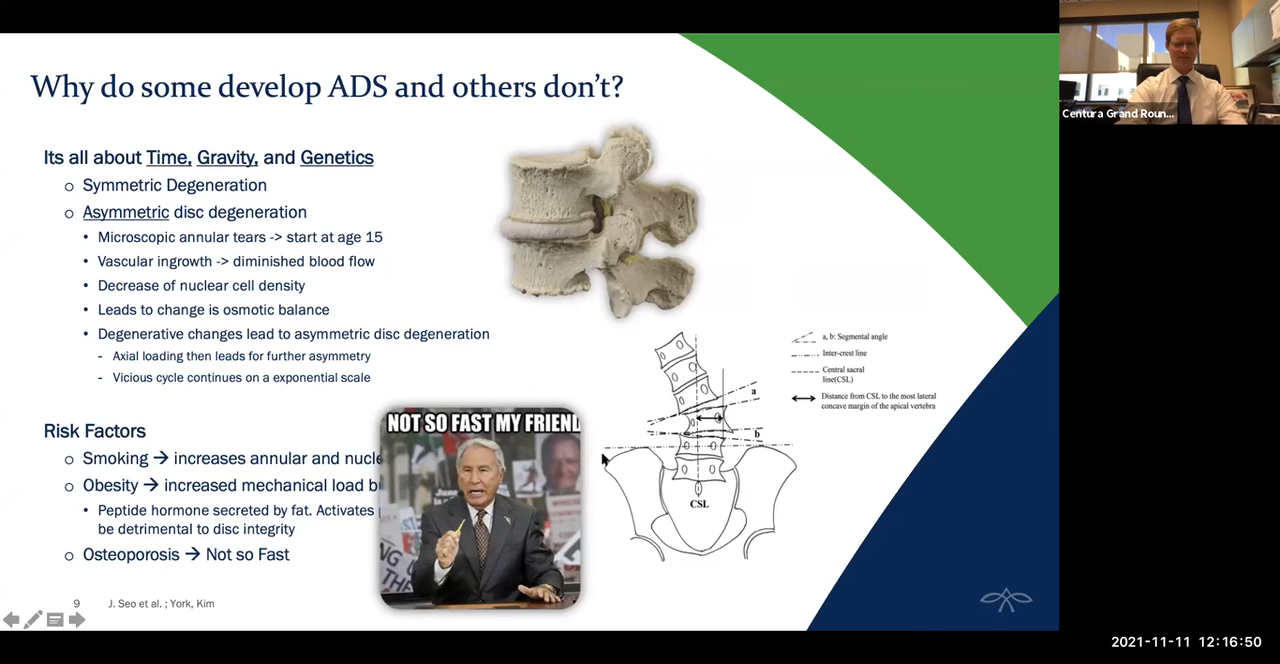 Why do some develop ADS and others don't?
Its all about Time, Gravity, and Genetics
o Symmetric Degeneration
o Asymmetric disc degeneration
• Microscopic annular tears -> start at age 15
• Vascular ingrowth -> diminished blood flow
• Decrease of nuclear cell density
• Leads to change is osmotic balance
• Degenerative changes lead to asymmetric disc degeneration
- Axial loading then leads for further asymmetry
- Vicious cycle continues on a exponential scale
Risk Factors
o Smoking → increases annular and nucle
o Obesity → increased mechanical load b
• Peptide hormone secreted by fat. Activates
be detrimental to disc integrity
o Osteoporosis → Not so Fast
9 J. Seo et al. ; York, Kim
NOT SO FAST MY FRIEND
a
b
CSL
a, b: Segmental angle
Inter-crest line
Central sacral
line(CSL)
Distance from CSL to the most lateral
concave margin of the apical vertebra
Centura Grand Roun...
2021-11-11 12:16:50